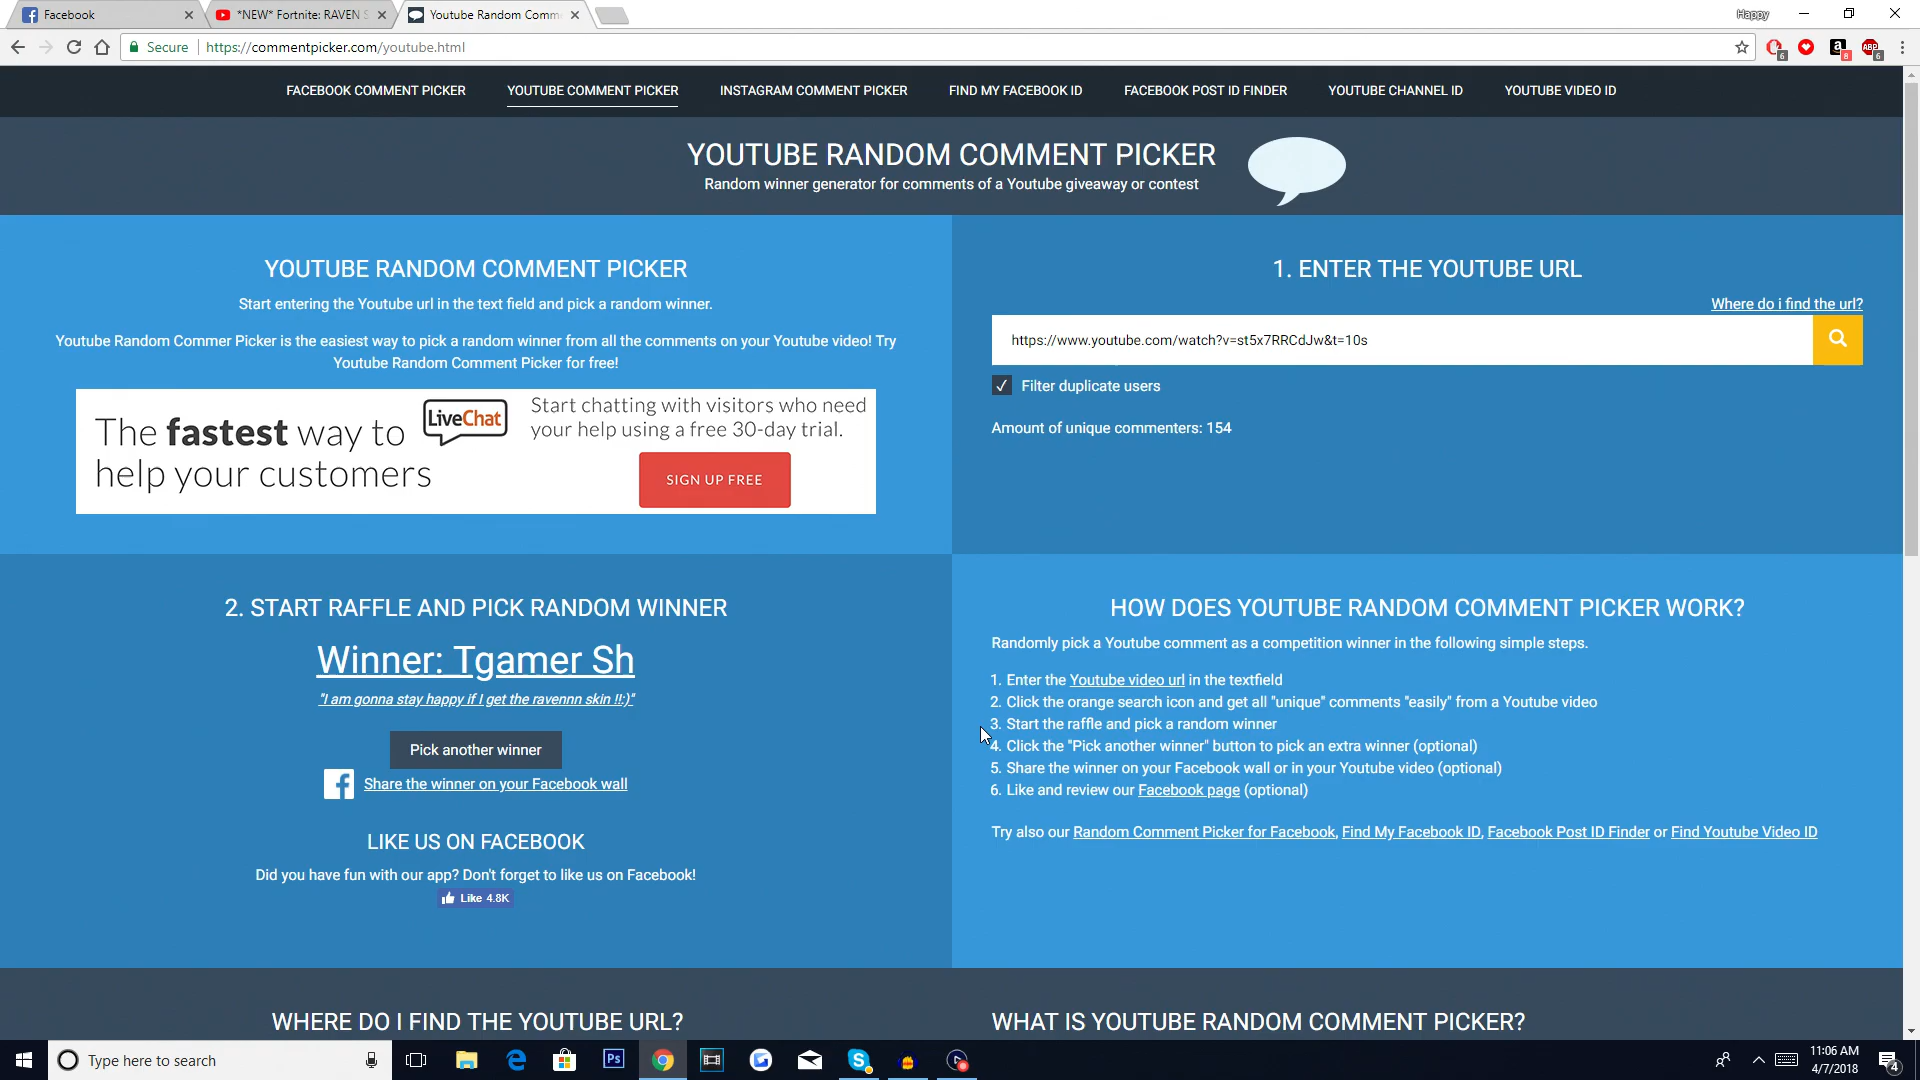 Facebook
*NEW* Fortnite: RAVEN S
Youtube Random Comm
Happy
Secure
https://commentpicker.com/youtube.html
6
8
6
FACEBOOK COMMENT PICKER
YOUTUBE COMMENT PICKER
INSTAGRAM COMMENT PICKER
FIND MY FACEBOOK ID
FACEBOOK POST ID FINDER
YOUTUBE CHANNEL ID
YOUTUBE VIDEO ID
YOUTUBE RANDOM COMMENT PICKER
Random winner generator for comments of a Youtube giveaway or contest
YOUTUBE RANDOM COMMENT PICKER
Start entering the Youtube url in the text field and pick a random winner.
Youtube Random Commer Picker is the easiest way to pick a random winner from all the comments on your Youtube video! Try
Youtube Random Comment Picker for free!
The fastest way to
help your customers
LiveChat
Start chatting with visitors who need
your help using a free 30-day trial.
SIGN UP FREE
1. ENTER THE YOUTUBE URL
Where do i find the url?
https://www.youtube.com/watch?v=st5x7RRCdJw&t=10s
Filter duplicate users
Amount of unique commenters: 154
2. START RAFFLE AND PICK RANDOM WINNER
Winner: Tgamer Sh
"I am gonna stay happy if I get the ravennn skin !!:)"
Pick another winner
Share the winner on your Facebook wall
LIKE US ON FACEBOOK
Did you have fun with our app? Don't forget to like us on Facebook!
Like 4.8K
HOW DOES YOUTUBE RANDOM COMMENT PICKER WORK?
Randomly pick a Youtube comment as a competition winner in the following simple steps.
1. Enter the Youtube video url in the textfield
2. Click the orange search icon and get all "unique" comments "easily" from a Youtube video
3. Start the raffle and pick a random winner
4. Click the "Pick another winner" button to pick an extra winner (optional)
5. Share the winner on your Facebook wall or in your Youtube video (optional)
6. Like and review our Facebook page (optional)
Try also our Random Comment Picker for Facebook, Find My Facebook ID, Facebook Post ID Finder or Find Youtube Video ID
WHERE DO I FIND THE YOUTUBE URL?
WHAT IS YOUTUBE RANDOM COMMENT PICKER?
Type here to search
Ps
11:06 AM
4/7/2018
4